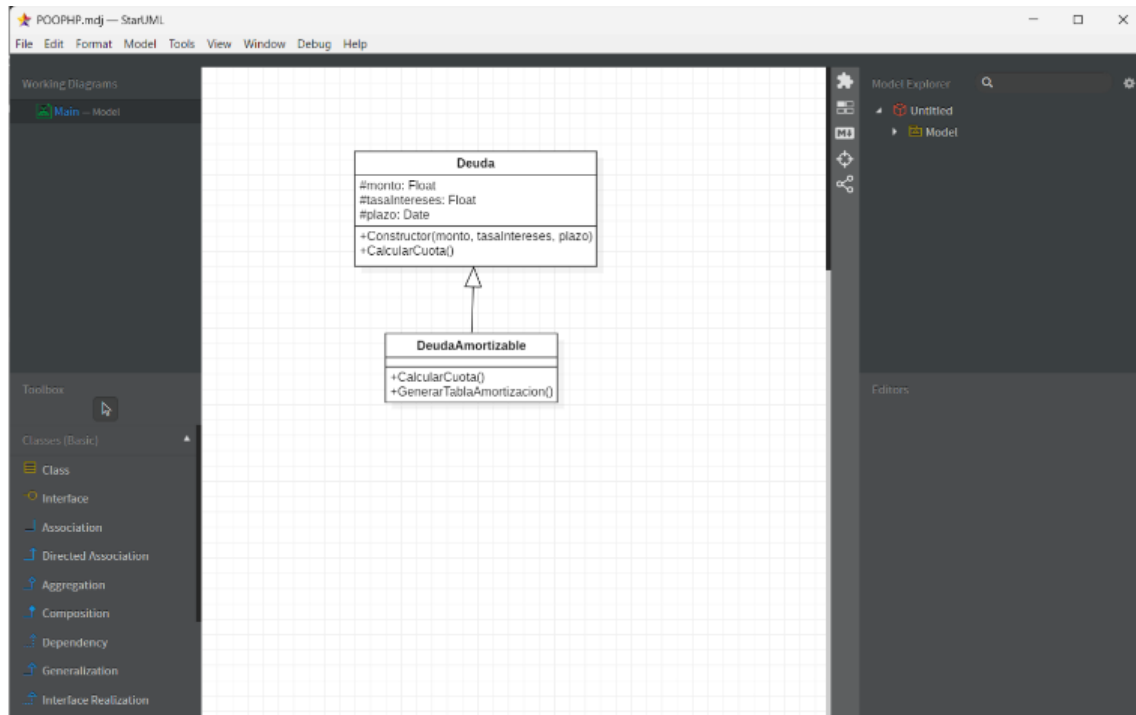 POOPHP.mdj — StarUML
File Edit Format Model Tools View Window Debug Help
Working Diagrams
Main — Model
Model Explorer
Untitled
Model
M
Deuda
#monto: Float
#tasaIntereses: Float
#plazo: Date
+Constructor(monto, tasaIntereses, plazo)
+CalcularCuota()
DeudaAmortizable
+CalcularCuota()
+GenerarTablaAmortizacion()
Toolbox
Editors
Classes (Basic)
Class
Interface
Association
Directed Association
Aggregation
Composition
Dependency
Generalization
Interface Realization